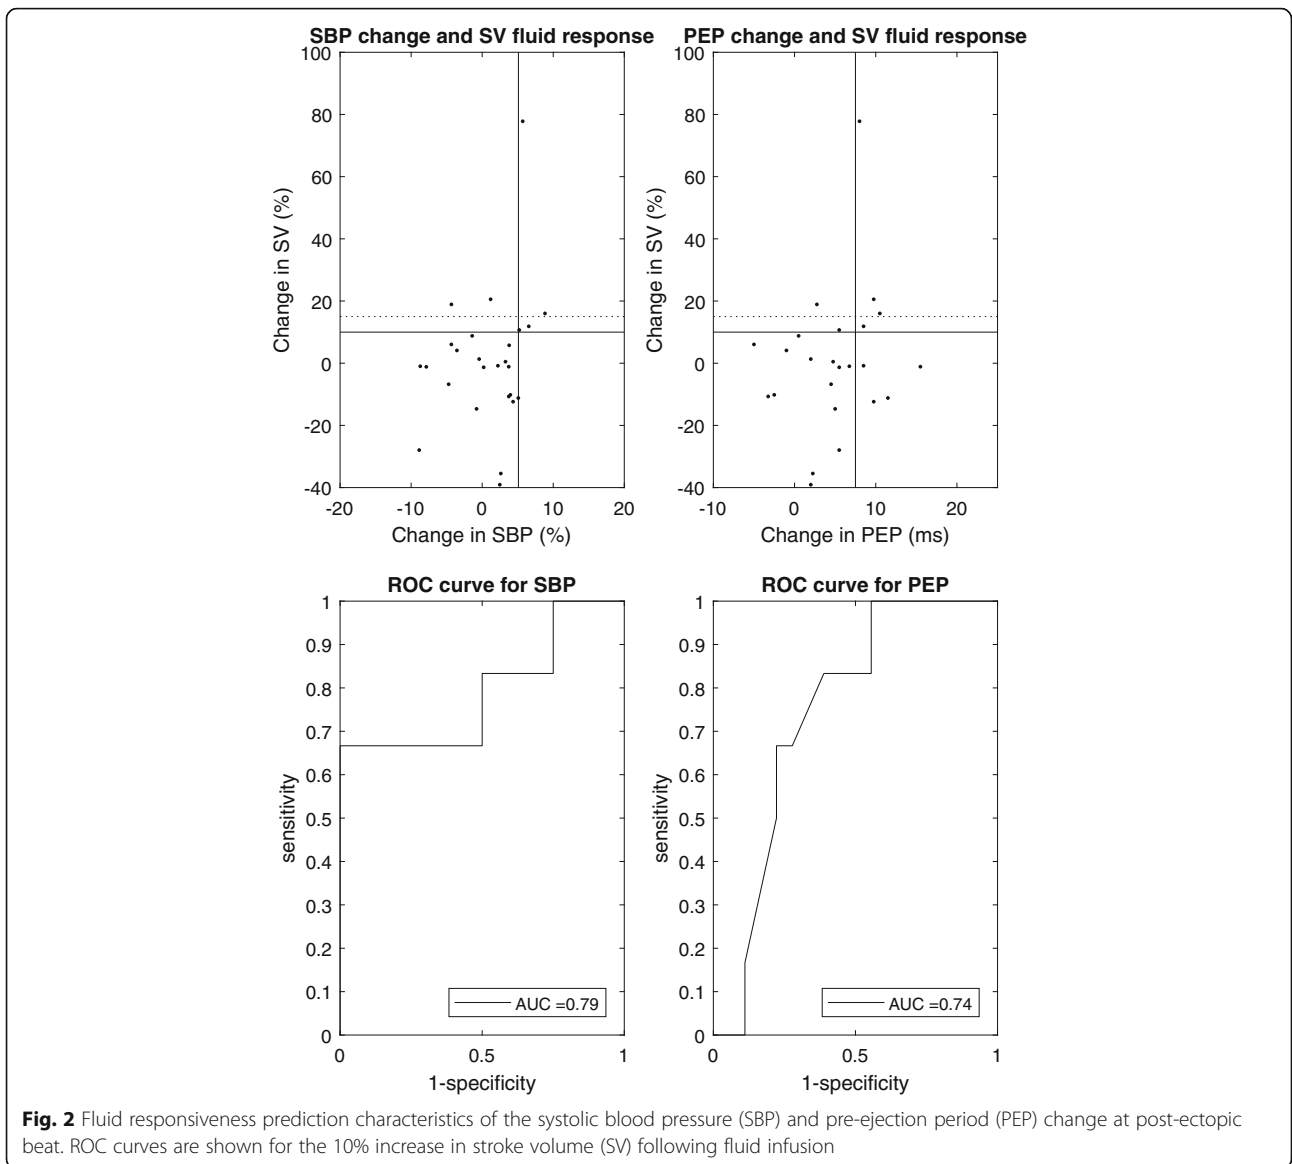 SBP change and SV fluid response
100
80
60
40
20
0
-20
-40
Change in SV (%)
-20 -10 0 10 20
Change in SBP (%)
PEP change and SV fluid response
100
80
60
40
20
0
-20
-40
Change in SV (%)
-10 0 10 20
Change in PEP (ms)
ROC curve for SBP
1
0.9
0.8
0.7
0.6
0.5
0.4
0.3
0.2
0.1
0
sensitivity
AUC =0.79
0 0.5 1
1-specificity
ROC curve for PEP
1
0.9
0.8
0.7
0.6
0.5
0.4
0.3
0.2
0.1
0
sensitivity
AUC =0.74
0 0.5 1
1-specificity
Fig. 2 Fluid responsiveness prediction characteristics of the systolic blood pressure (SBP) and pre-ejection period (PEP) change at post-ectopic
beat. ROC curves are shown for the 10% increase in stroke volume (SV) following fluid infusion